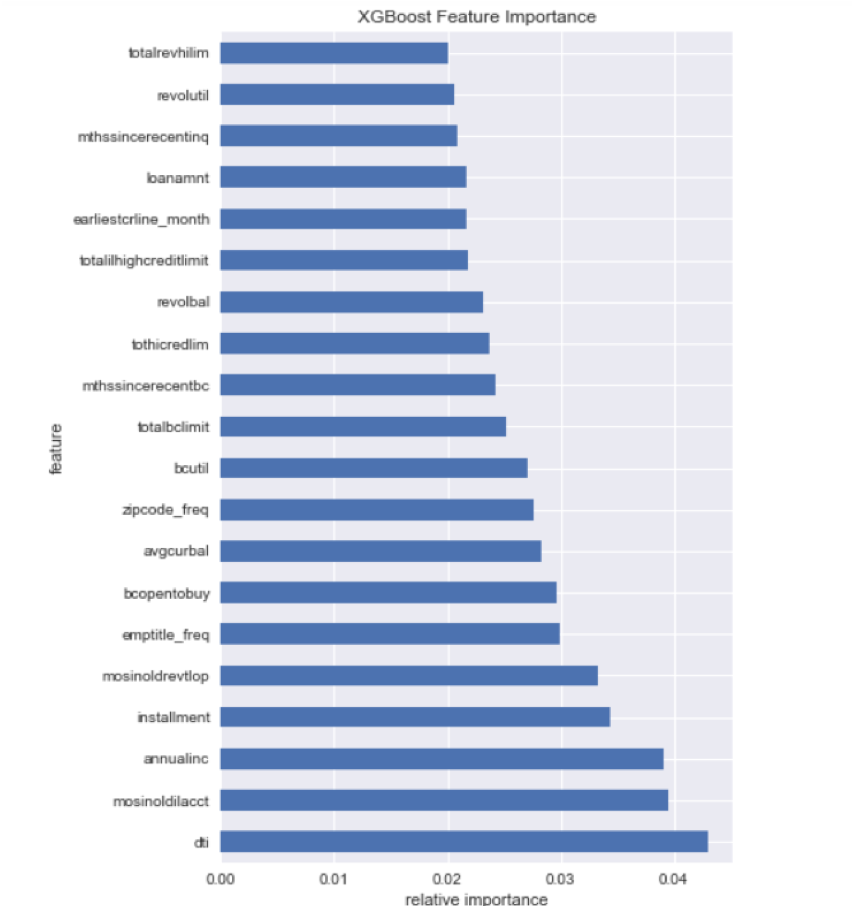 XGBoost Feature Importance
totalrevhilim
revolutil
mthssincerecentinq
loanamnt
earliestcrline_month
totalilhighcreditlimit
revolbal
tothicredlim
mthssincerecentbc
totalbclimit
feature
bcutil
zipcode_freq
avgcurbal
bcopentobuy
emptitle_freq
mosinoldrevtlop
installment
annualinc
mosinoldilacct
dti
0.00 0.01 0.02 0.03 0.04
relative importance